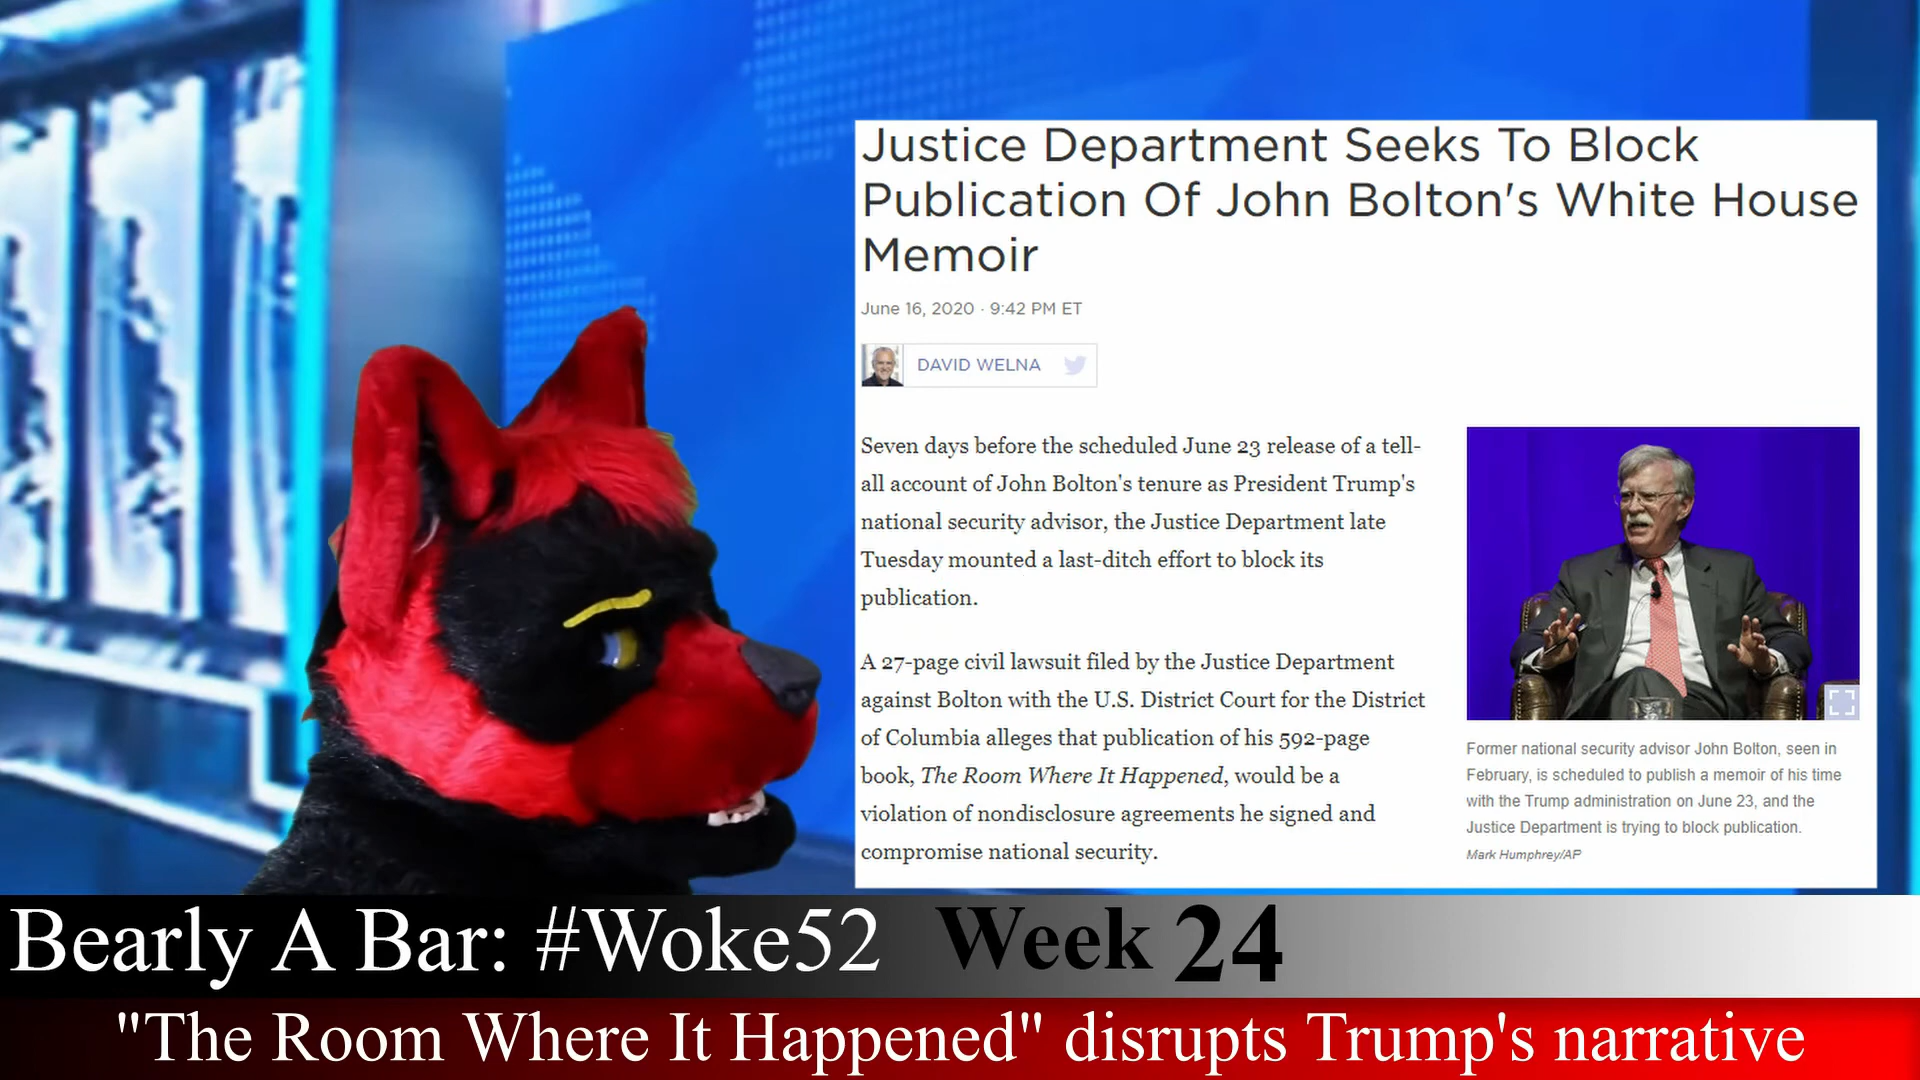 Justice Department Seeks To Block
Publication Of John Bolton's White House
Memoir
June 16, 2020 · 9:42 PM ET
DAVID WELNA
Seven days before the scheduled June 23 release of a tell-
all account of John Bolton's tenure as President Trump's
national security advisor, the Justice Department late
Tuesday mounted a last-ditch effort to block its
publication.
A 27-page civil lawsuit filed by the Justice Department
against Bolton with the U.S. District Court for the District
of Columbia alleges that publication of his 592-page
book, The Room Where It Happened, would be a
violation of nondisclosure agreements he signed and
compromise national security.
Former national security advisor John Bolton, seen in
February, is scheduled to publish a memoir of his time
with the Trump administration on June 23, and the
Justice Department is trying to block publication.
Mark Humphrey/AP
Bearly A Bar: #Woke52 Week 24
"The Room Where It Happened" disrupts Trump's narrative